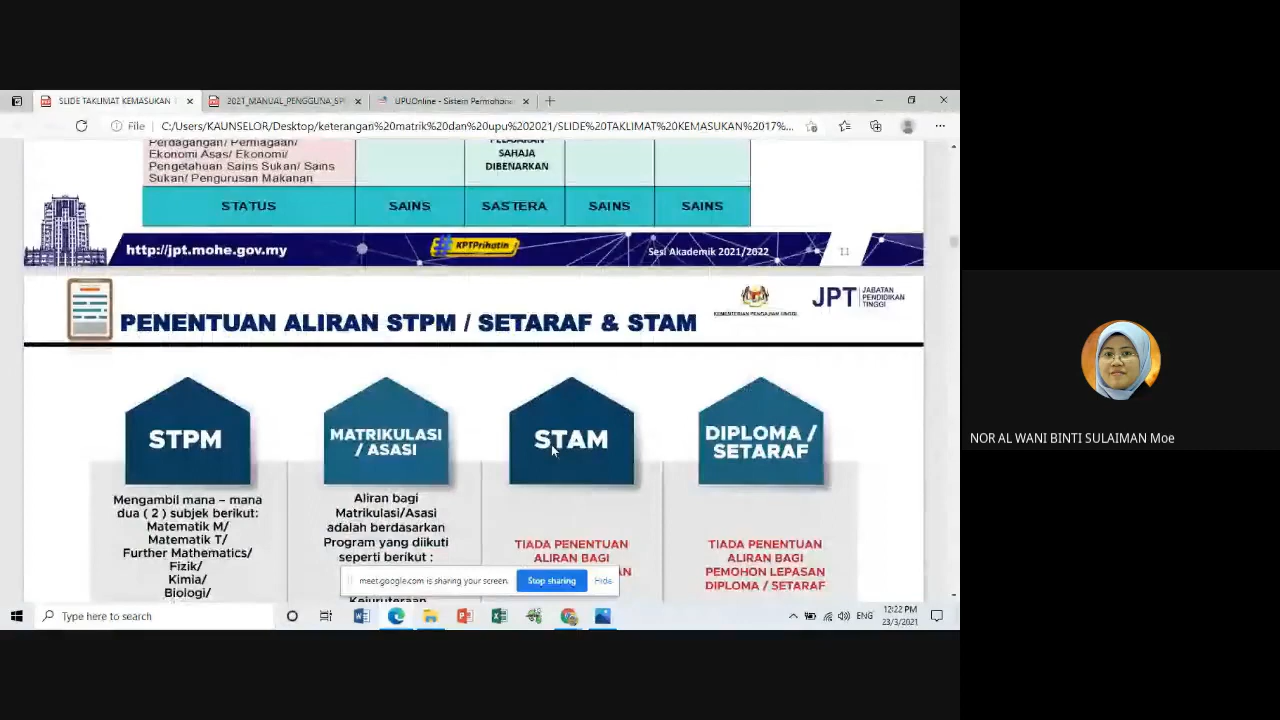 SLIDE TAKLIMAT KEMASUKAN
2021_MANUAL_PENGGUNA_SP
UPUOnline - Sistem Permohona
File
C:/Users/KAUNSELOR/Desktop/keterangan%20matrik%20dan%20upu%202021/SLIDE%20TAKLIMAT%20KEMASUKAN%2017%...
Perdagangan/ Perniagaan/
Ekonomi Asas/ Ekonomi/
Pengetahuan Sains Sukan/ Sains
Sukan/ Pengurusan Makanan
PELAJARAN
SAHAJA
DIBENARKAN
STATUS
SAINS
SASTERA
SAINS
SAINS
http://jpt.mohe.gov.my
#KPTPrihatin
Sesi Akademik 2021/2022
11
PENENTUAN ALIRAN STPM / SETARAF & STAM
KEMENTERIAN PENGAJIAN TINGGI
JPT
JABATAN
PENDIDIKAN
TINGGI
STPM
Mengambil mana – mana
dua ( 2 ) subjek berikut:
Matematik M/
Matematik T/
Further Mathematics/
Fizik/
Kimia/
Biologi/
MATRIKULASI
/ ASASI
Aliran bagi
Matrikulasi/Asasi
adalah berdasarkan
Program yang diikuti
seperti berikut :
STAM
TIADA PENENTUAN
ALIRAN BAGI
DIPLOMA /
SETARAF
TIADA PENENTUAN
ALIRAN BAGI
PEMOHON LEPASAN
DIPLOMA / SETARAF
meet.google.com is sharing your screen.
Stop sharing
Hide
Type here to search
ENG
12:22 PM
23/3/2021
NOR AL WANI BINTI SULAIMAN Moe